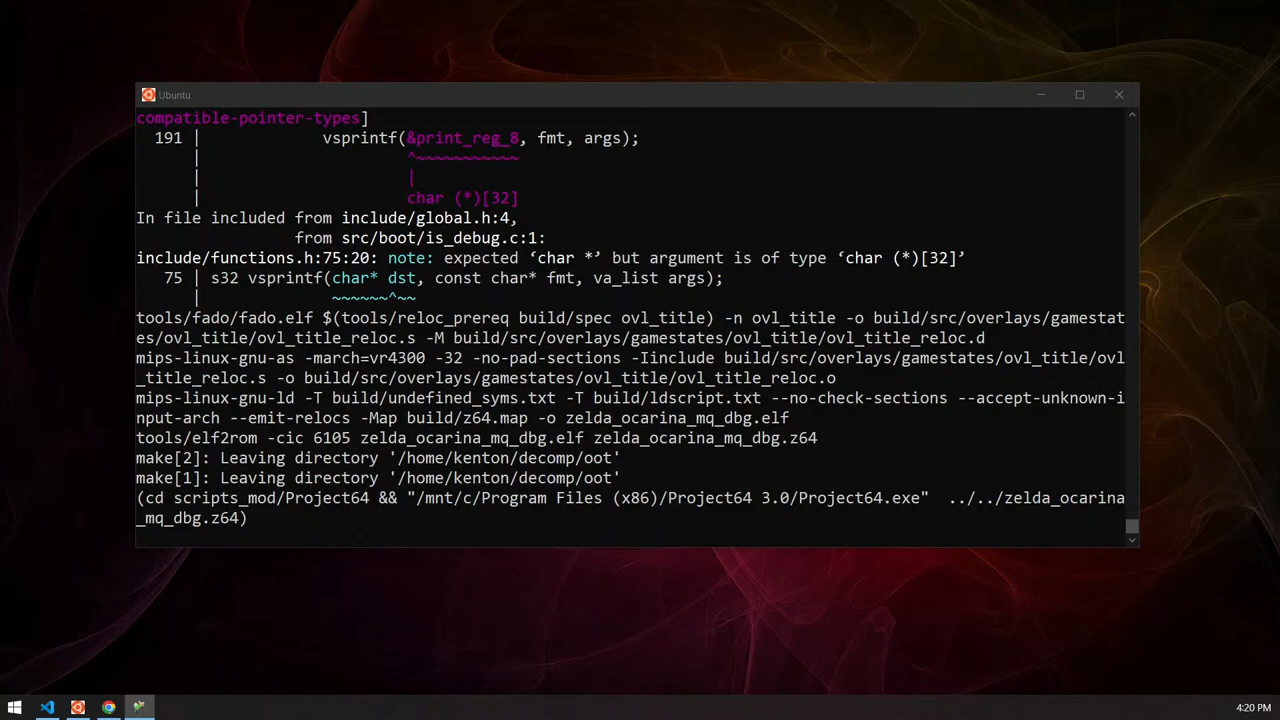 Ubuntu
compatible-pointer-types]
191 | vsprintf(&print_reg_8, fmt, args);
| ^~~~~~~~~~~~
| |
| char (*)[32]
In file included from include/global.h:4,
from src/boot/is_debug.c:1:
include/functions.h:75:20: note: expected ‘char *’ but argument is of type ‘char (*)[32]’
75 | s32 vsprintf(char* dst, const char* fmt, va_list args);
| ~~~~~~^~~
tools/fado/fado.elf $(tools/reloc_prereq build/spec ovl_title) -n ovl_title -o build/src/overlays/gamestat
es/ovl_title/ovl_title_reloc.s -M build/src/overlays/gamestates/ovl_title/ovl_title_reloc.d
mips-linux-gnu-as -march=vr4300 -32 -no-pad-sections -Iinclude build/src/overlays/gamestates/ovl_title/ovl
_title_reloc.s -o build/src/overlays/gamestates/ovl_title/ovl_title_reloc.o
mips-linux-gnu-ld -T build/undefined_syms.txt -T build/ldscript.txt --no-check-sections --accept-unknown-i
nput-arch --emit-relocs -Map build/z64.map -o zelda_ocarina_mq_dbg.elf
tools/elf2rom -cic 6105 zelda_ocarina_mq_dbg.elf zelda_ocarina_mq_dbg.z64
make[2]: Leaving directory '/home/kenton/decomp/oot'
make[1]: Leaving directory '/home/kenton/decomp/oot'
(cd scripts_mod/Project64 && "/mnt/c/Program Files (x86)/Project64 3.0/Project64.exe"  ../../zelda_ocarina
_mq_dbg.z64)
4:20 PM